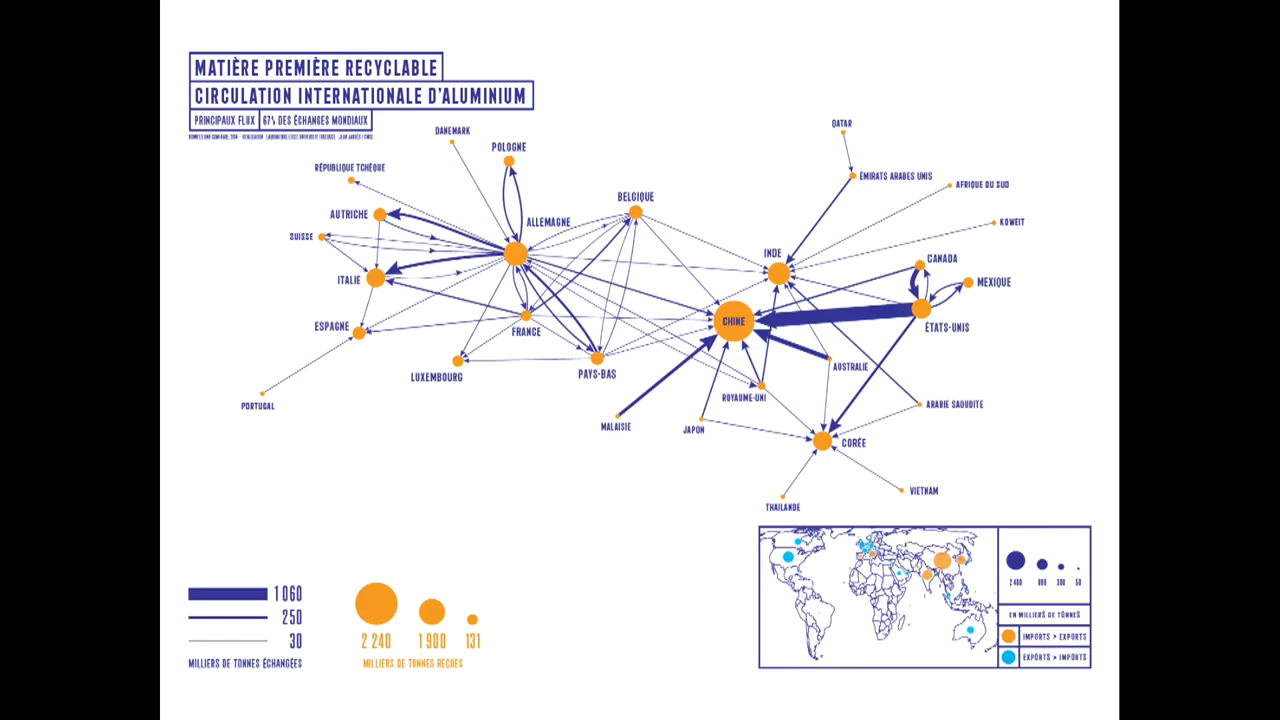 MATIÈRE PREMIÈRE RECYCLABLE
CIRCULATION INTERNATIONALE D'ALUMINIUM
PRINCIPAUX FLUX 67% DES ÉCHANGES MONDIAUX
DANEMARK
QATAR
POLOGNE
RÉPUBLIQUE TCHÈQUE
ÉMIRATS ARABES UNIS
AFRIQUE DU SUD
BELGIQUE
AUTRICHE
ALLEMAGNE
KOWEIT
SUISSE
INDE
CANADA
ITALIE
MEXIQUE
CHINE
ESPAGNE
FRANCE
ÉTATS-UNIS
LUXEMBOURG
PAYS-BAS
AUSTRALIE
ROYAUME-UNI
PORTUGAL
ARABIE SAOUDITE
MALAISIE
JAPON
CORÉE
VIETNAM
THAILANDE
1 060
250
30
MILLIERS DE TONNES ÉCHANGÉES
2 240 1 900 131
MILLIERS DE TONNES REÇUES
EN MILLIERS DE TONNES
IMPORTS > EXPORTS
EXPORTS > IMPORTS